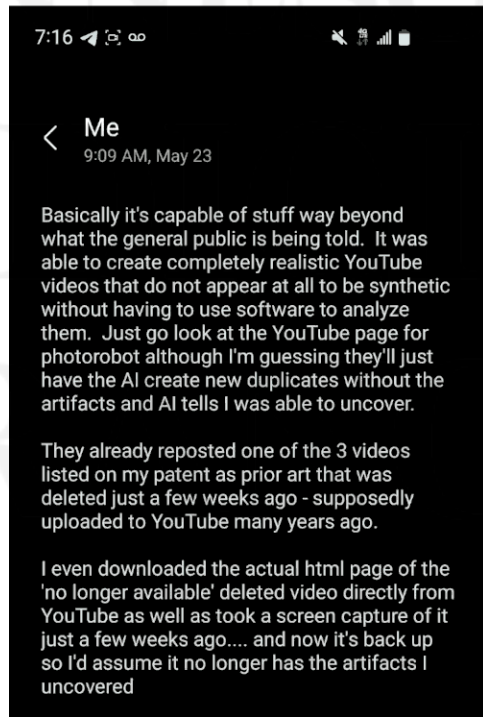 7:16
Me
9:09 AM, May 23
Basically it's capable of stuff way beyond
what the general public is being told.  It was
able to create completely realistic YouTube
videos that do not appear at all to be synthetic
without having to use software to analyze
them.  Just go look at the YouTube page for
photorobot although I'm guessing they'll just
have the AI create new duplicates without the
artifacts and AI tells I was able to uncover.
They already reposted one of the 3 videos
listed on my patent as prior art that was
deleted just a few weeks ago - supposedly
uploaded to YouTube many years ago.
I even downloaded the actual html page of the
'no longer available' deleted video directly from
YouTube as well as took a screen capture of it
just a few weeks ago.... and now it's back up
so I'd assume it no longer has the artifacts I
uncovered